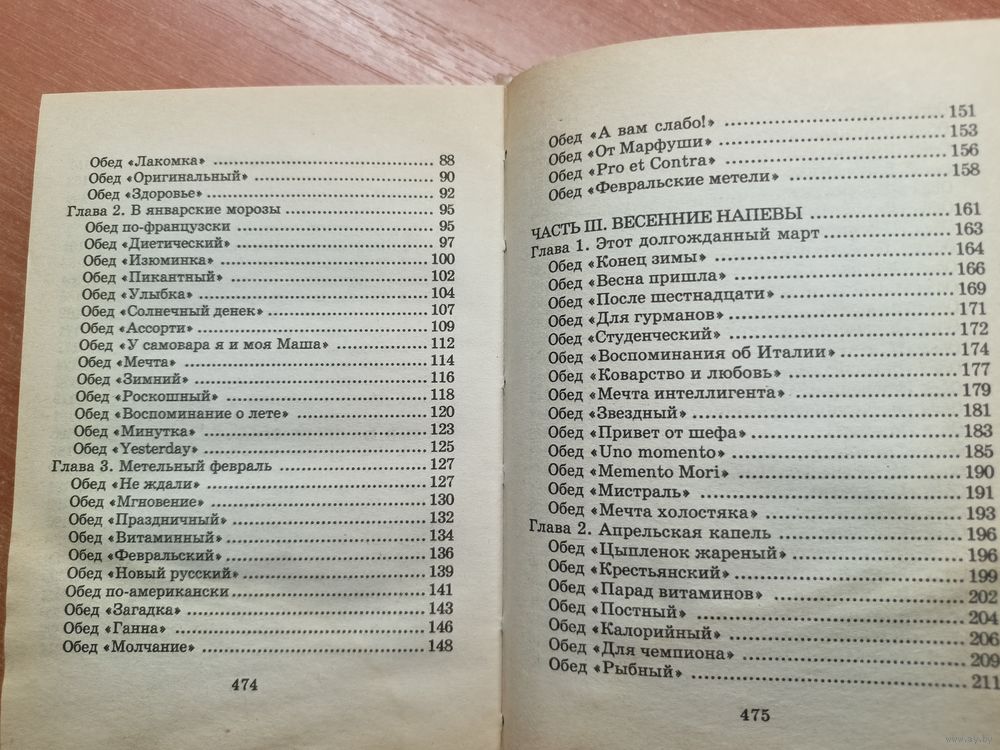 Обед «Лакомка» ........ 88
Обед «Оригинальный» ........ 90
Обед «Здоровье» ........ 92
Глава 2. В январские морозы ........ 95
Обед по-французски ........ 95
Обед «Диетический» ........ 97
Обед «Изюминка» ........ 100
Обед «Пикантный» ........ 102
Обед «Улыбка» ........ 104
Обед «Солнечный денек» ........ 107
Обед «Ассорти» ........ 109
Обед «У самовара я и моя Маша» ........ 112
Обед «Мечта» ........ 114
Обед «Зимний» ........ 116
Обед «Роскошный» ........ 118
Обед «Воспоминание о лете» ........ 120
Обед «Минутка» ........ 123
Обед «Yesterday» ........ 125
Глава 3. Метельный февраль ........ 127
Обед «Не ждали» ........ 127
Обед «Мгновение» ........ 130
Обед «Праздничный» ........ 132
Обед «Витаминный» ........ 134
Обед «Февральский» ........ 136
Обед «Новый русский» ........ 139
Обед по-американски ........ 141
Обед «Загадка» ........ 143
Обед «Ганна» ........ 146
Обед «Молчание» ........ 148
474
Обед «А вам слабо!» ........ 151
Обед «От Марфуши» ........ 153
Обед «Pro et Contra» ........ 156
Обед «Февральские метели» ........ 158
ЧАСТЬ III. ВЕСЕННИЕ НАПЕВЫ ........ 161
Глава 1. Этот долгожданный март ........ 163
Обед «Конец зимы» ........ 164
Обед «Весна пришла» ........ 166
Обед «После шестнадцати» ........ 169
Обед «Для гурманов» ........ 171
Обед «Студенческий» ........ 172
Обед «Воспоминания об Италии» ........ 174
Обед «Коварство и любовь» ........ 177
Обед «Мечта интеллигента» ........ 179
Обед «Звездный» ........ 181
Обед «Привет от шефа» ........ 183
Обед «Uno momento» ........ 185
Обед «Memento Mori» ........ 190
Обед «Мистраль» ........ 191
Обед «Мечта холостяка» ........ 193
Глава 2. Апрельская капель ........ 196
Обед «Цыпленок жареный» ........ 196
Обед «Крестьянский» ........ 199
Обед «Парад витаминов» ........ 202
Обед «Постный» ........ 204
Обед «Калорийный» ........ 206
Обед «Для чемпиона» ........ 209
Обед «Рыбный» ........ 211
475
www.ay.by